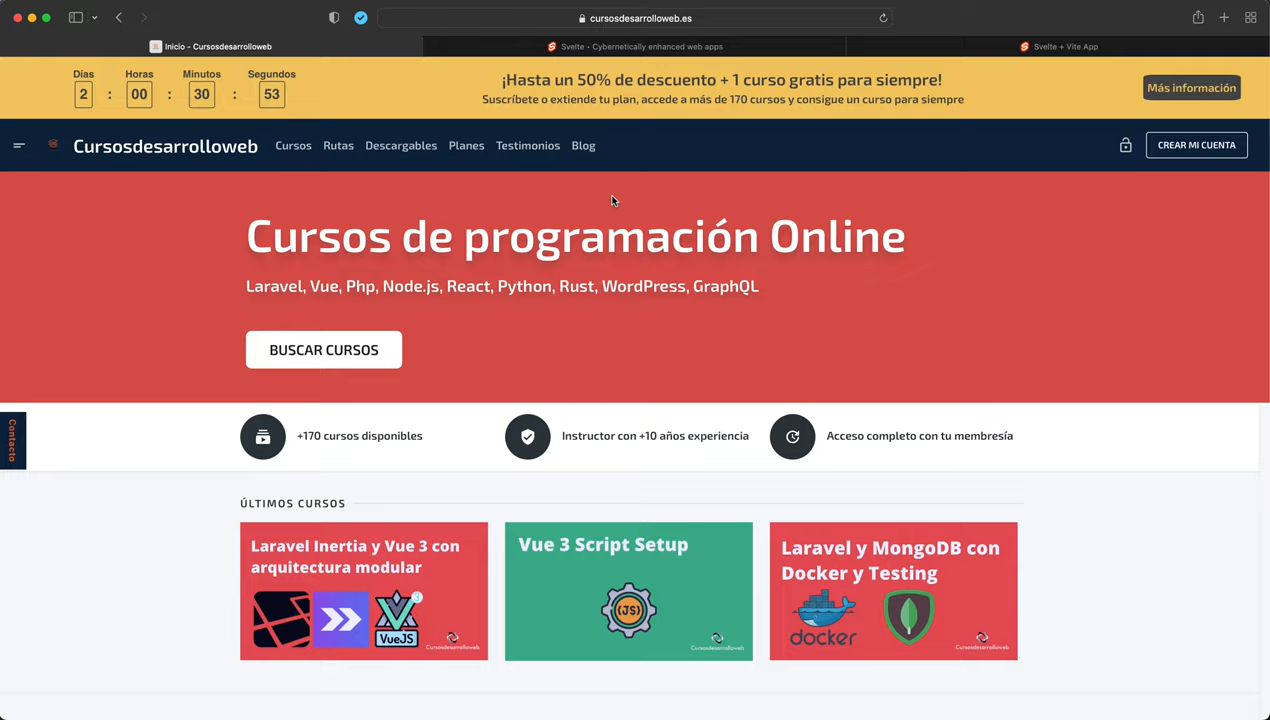 cursosdesarrolloweb.es
Inicio - Cursosdesarrolloweb
Svelte • Cybernetically enhanced web apps
Svelte + Vite App
Días Horas Minutos Segundos
2 : 00 : 30 : 53
¡Hasta un 50% de descuento + 1 curso gratis para siempre!
Suscríbete o extiende tu plan, accede a más de 170 cursos y consigue un curso para siempre
Más información
Cursosdesarrolloweb
Cursos Rutas Descargables Planes Testimonios Blog
CREAR MI CUENTA
Cursos de programación Online
Laravel, Vue, Php, Node.js, React, Python, Rust, WordPress, GraphQL
BUSCAR CURSOS
Contacto
+170 cursos disponibles
Instructor con +10 años experiencia
Acceso completo con tu membresía
ÚLTIMOS CURSOS
Laravel Inertia y Vue 3 con
arquitectura modular
3
VueJS
Cursosdesarrolloweb
Vue 3 Script Setup
{JS}
Cursosdesarrolloweb
Laravel y MongoDB con
Docker y Testing
docker
Cursosdesarrolloweb